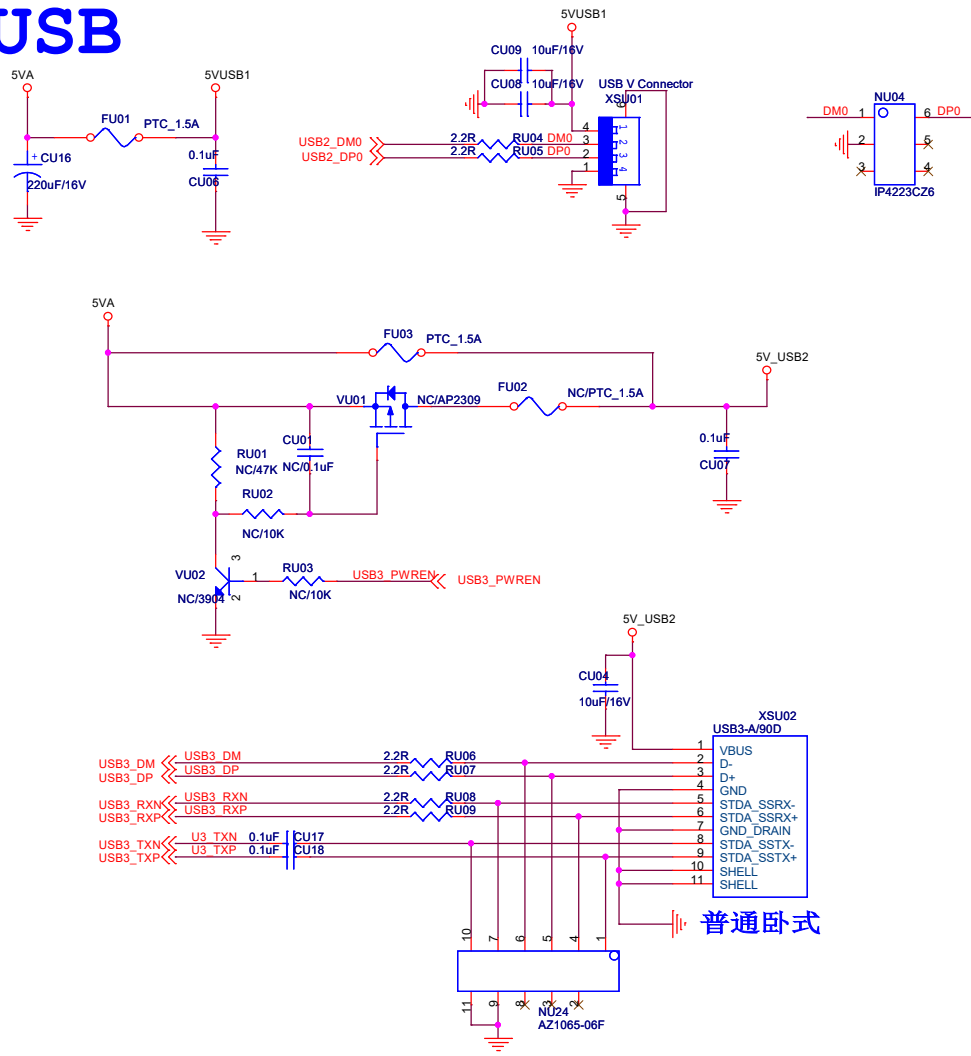 USB
5VA
5VUSB1
FU01
PTC_1.5A
+
CU16
220uF/16V
0.1uF
CU06
5VUSB1
CU09 10uF/16V
CU08 10uF/16V
USB V Connector
XSU01
6
USB2_DM0
USB2_DP0
2.2R
RU04
DM0
2.2R
RU05
DP0
4
3
2
1
1
2
3
4
5
NU04
DM0
1
6
DP0
2
5
3
4
IP4223CZ6
5VA
FU03
PTC_1.5A
5V_USB2
FU02
NC/PTC_1.5A
VU01
NC/AP2309
CU01
NC/0.1uF
RU01
NC/47K
RU02
NC/10K
0.1uF
CU07
VU02
NC/3904
3
1
2
RU03
NC/10K
USB3_PWREN
USB3_PWREN
5V_USB2
CU04
10uF/16V
XSU02
USB3-A/90D
USB3_DM
USB3_DM
2.2R
RU06
USB3_DP
USB3_DP
2.2R
RU07
USB3_RXN
USB3_RXN
2.2R
RU08
USB3_RXP
USB3_RXP
2.2R
RU09
USB3_TXN
U3_TXN
0.1uF
CU17
USB3_TXP
U3_TXP
0.1uF
CU18
1 VBUS
2 D-
3 D+
4 GND
5 STDA_SSRX-
6 STDA_SSRX+
7 GND_DRAIN
8 STDA_SSTX-
9 STDA_SSTX+
10 SHELL
11 SHELL
普通卧式
10
7
6
5
4
1
11
9
8
3
2
NU24
AZ1065-06F